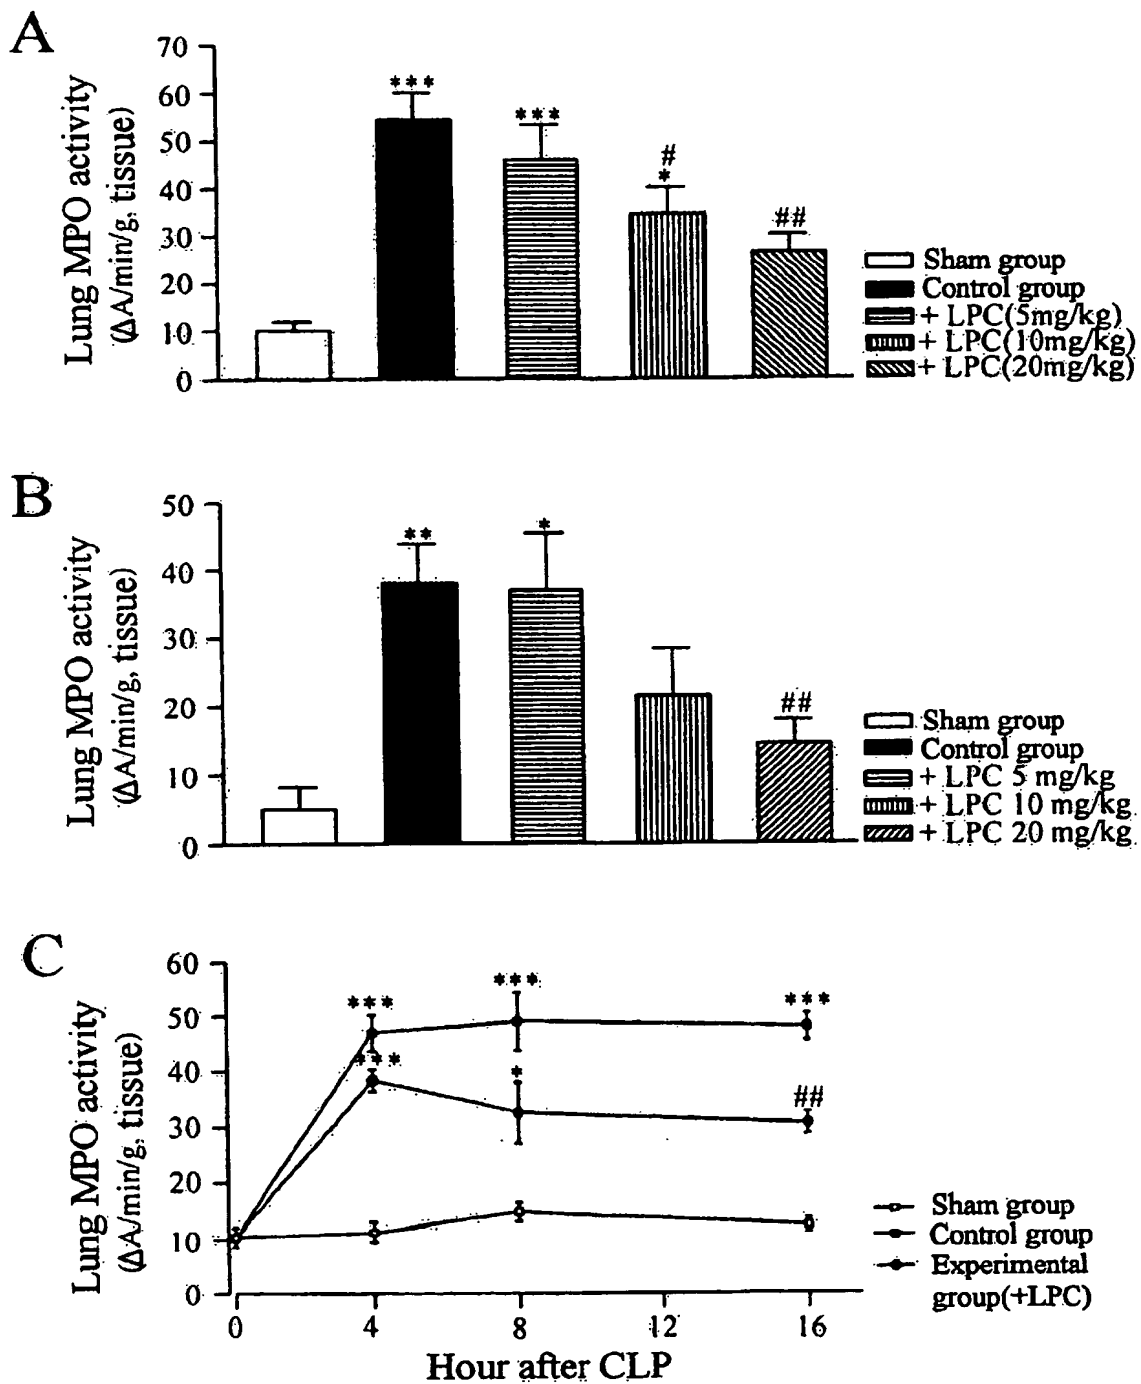 A
Lung MPO activity
(ΔA/min/g, tissue)
70
60
50
40
30
20
10
0
***
***
#
*
##
Sham group
Control group
+ LPC(5mg/kg)
+ LPC(10mg/kg)
+ LPC(20mg/kg)
B
Lung MPO activity
(ΔA/min/g, tissue)
50
40
30
20
10
0
**
*
##
Sham group
Control group
+ LPC 5 mg/kg
+ LPC 10 mg/kg
+ LPC 20 mg/kg
C
Lung MPO activity
(ΔA/min/g, tissue)
60
50
40
30
20
10
0
***
***
***
***
*
##
Sham group
Control group
Experimental
group(+LPC)
0 4 8 12 16
Hour after CLP